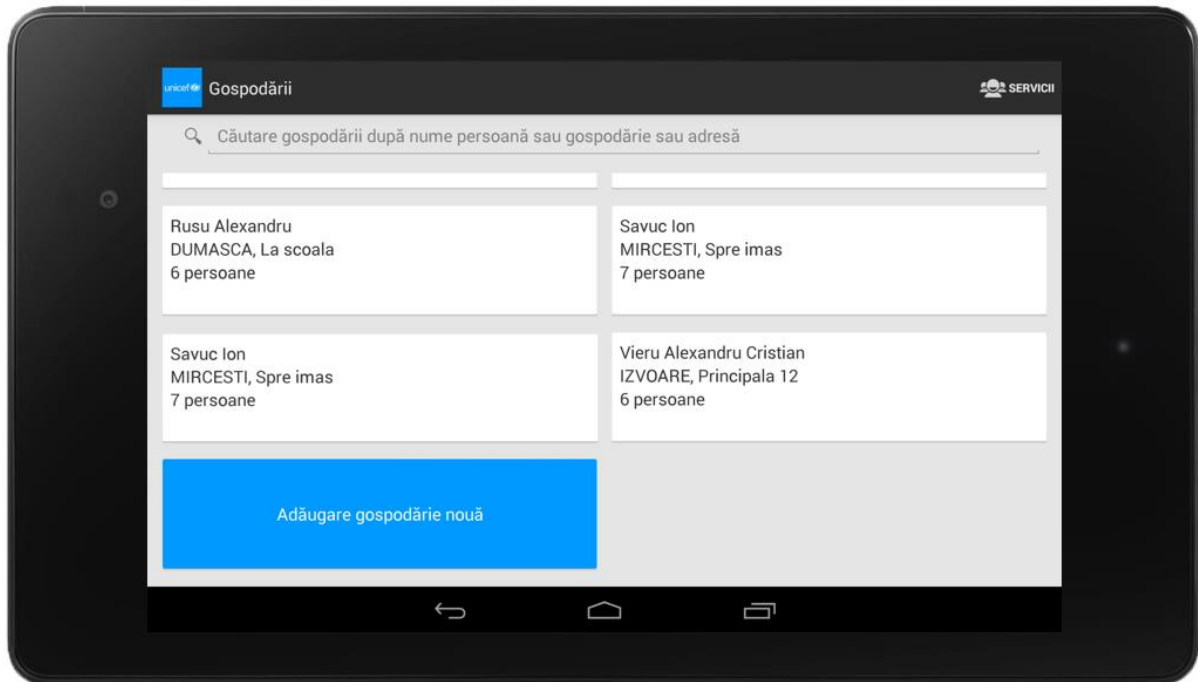 unicef
Gospodării
SERVICII
Căutare gospodării după nume persoană sau gospodărie sau adresă
Rusu Alexandru
DUMASCA, La scoala
6 persoane
Savuc Ion
MIRCESTI, Spre imas
7 persoane
Savuc Ion
MIRCESTI, Spre imas
7 persoane
Vieru Alexandru Cristian
IZVOARE, Principala 12
6 persoane
Adăugare gospodărie nouă